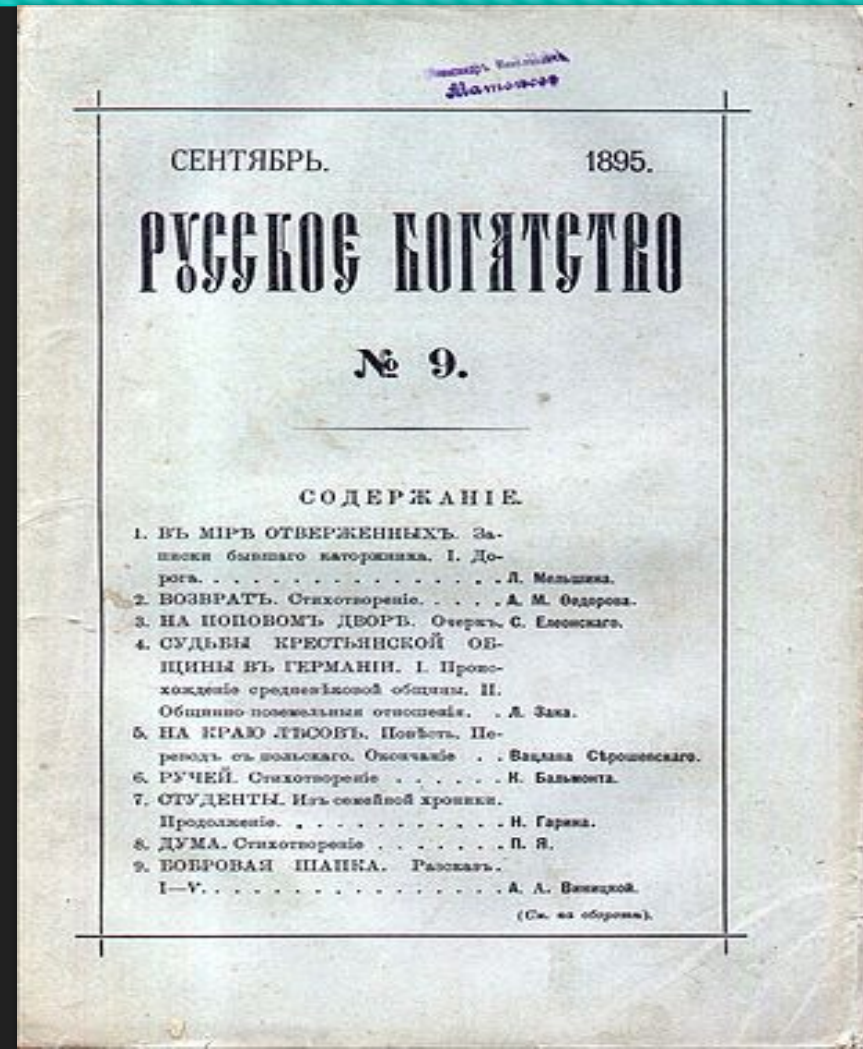 СЕНТЯБРЬ. 1895.
РУССКОЕ БОГАТСТВО
№ 9.
СОДЕРЖАНІЕ.
1. ВЪ МІРѢ ОТВЕРЖЕННЫХЪ. За-
писки бывшаго каторжника. I. До-
рога. . . . . . . . . . . . . . . . Л. Мельшина.
2. ВОЗВРАТЪ. Стихотвореніе. . . . . А. М. Ѳедорова.
3. НА ПОПОВОМЪ ДВОРѢ. Очеркъ. С. Елеонскаго.
4. СУДЬБЫ КРЕСТЬЯНСКОЙ ОБ-
ЩИНЫ ВЪ ГЕРМАНІИ. I. Проис-
хожденіе средневѣковой общины. II.
Общинно-поземельныя отношенія. . Л. Зака.
5. НА КРАЮ ЛѢСОВЪ. Повѣсть. Пе-
реводъ съ польскаго. Окончаніе . . Вацлава Сѣрошевскаго.
6. РУЧЕЙ. Стихотвореніе . . . . . . К. Бальмонта.
7. СТУДЕНТЫ. Изъ семейной хроники.
Продолженіе. . . . . . . . . . . . Н. Гарина.
8. ДУМА. Стихотвореніе . . . . . . . П. Я.
9. БОБРОВАЯ ШАПКА. Разсказъ.
I—V. . . . . . . . . . . . . . . . А. А. Виницкой.
(См. на оборотѣ).